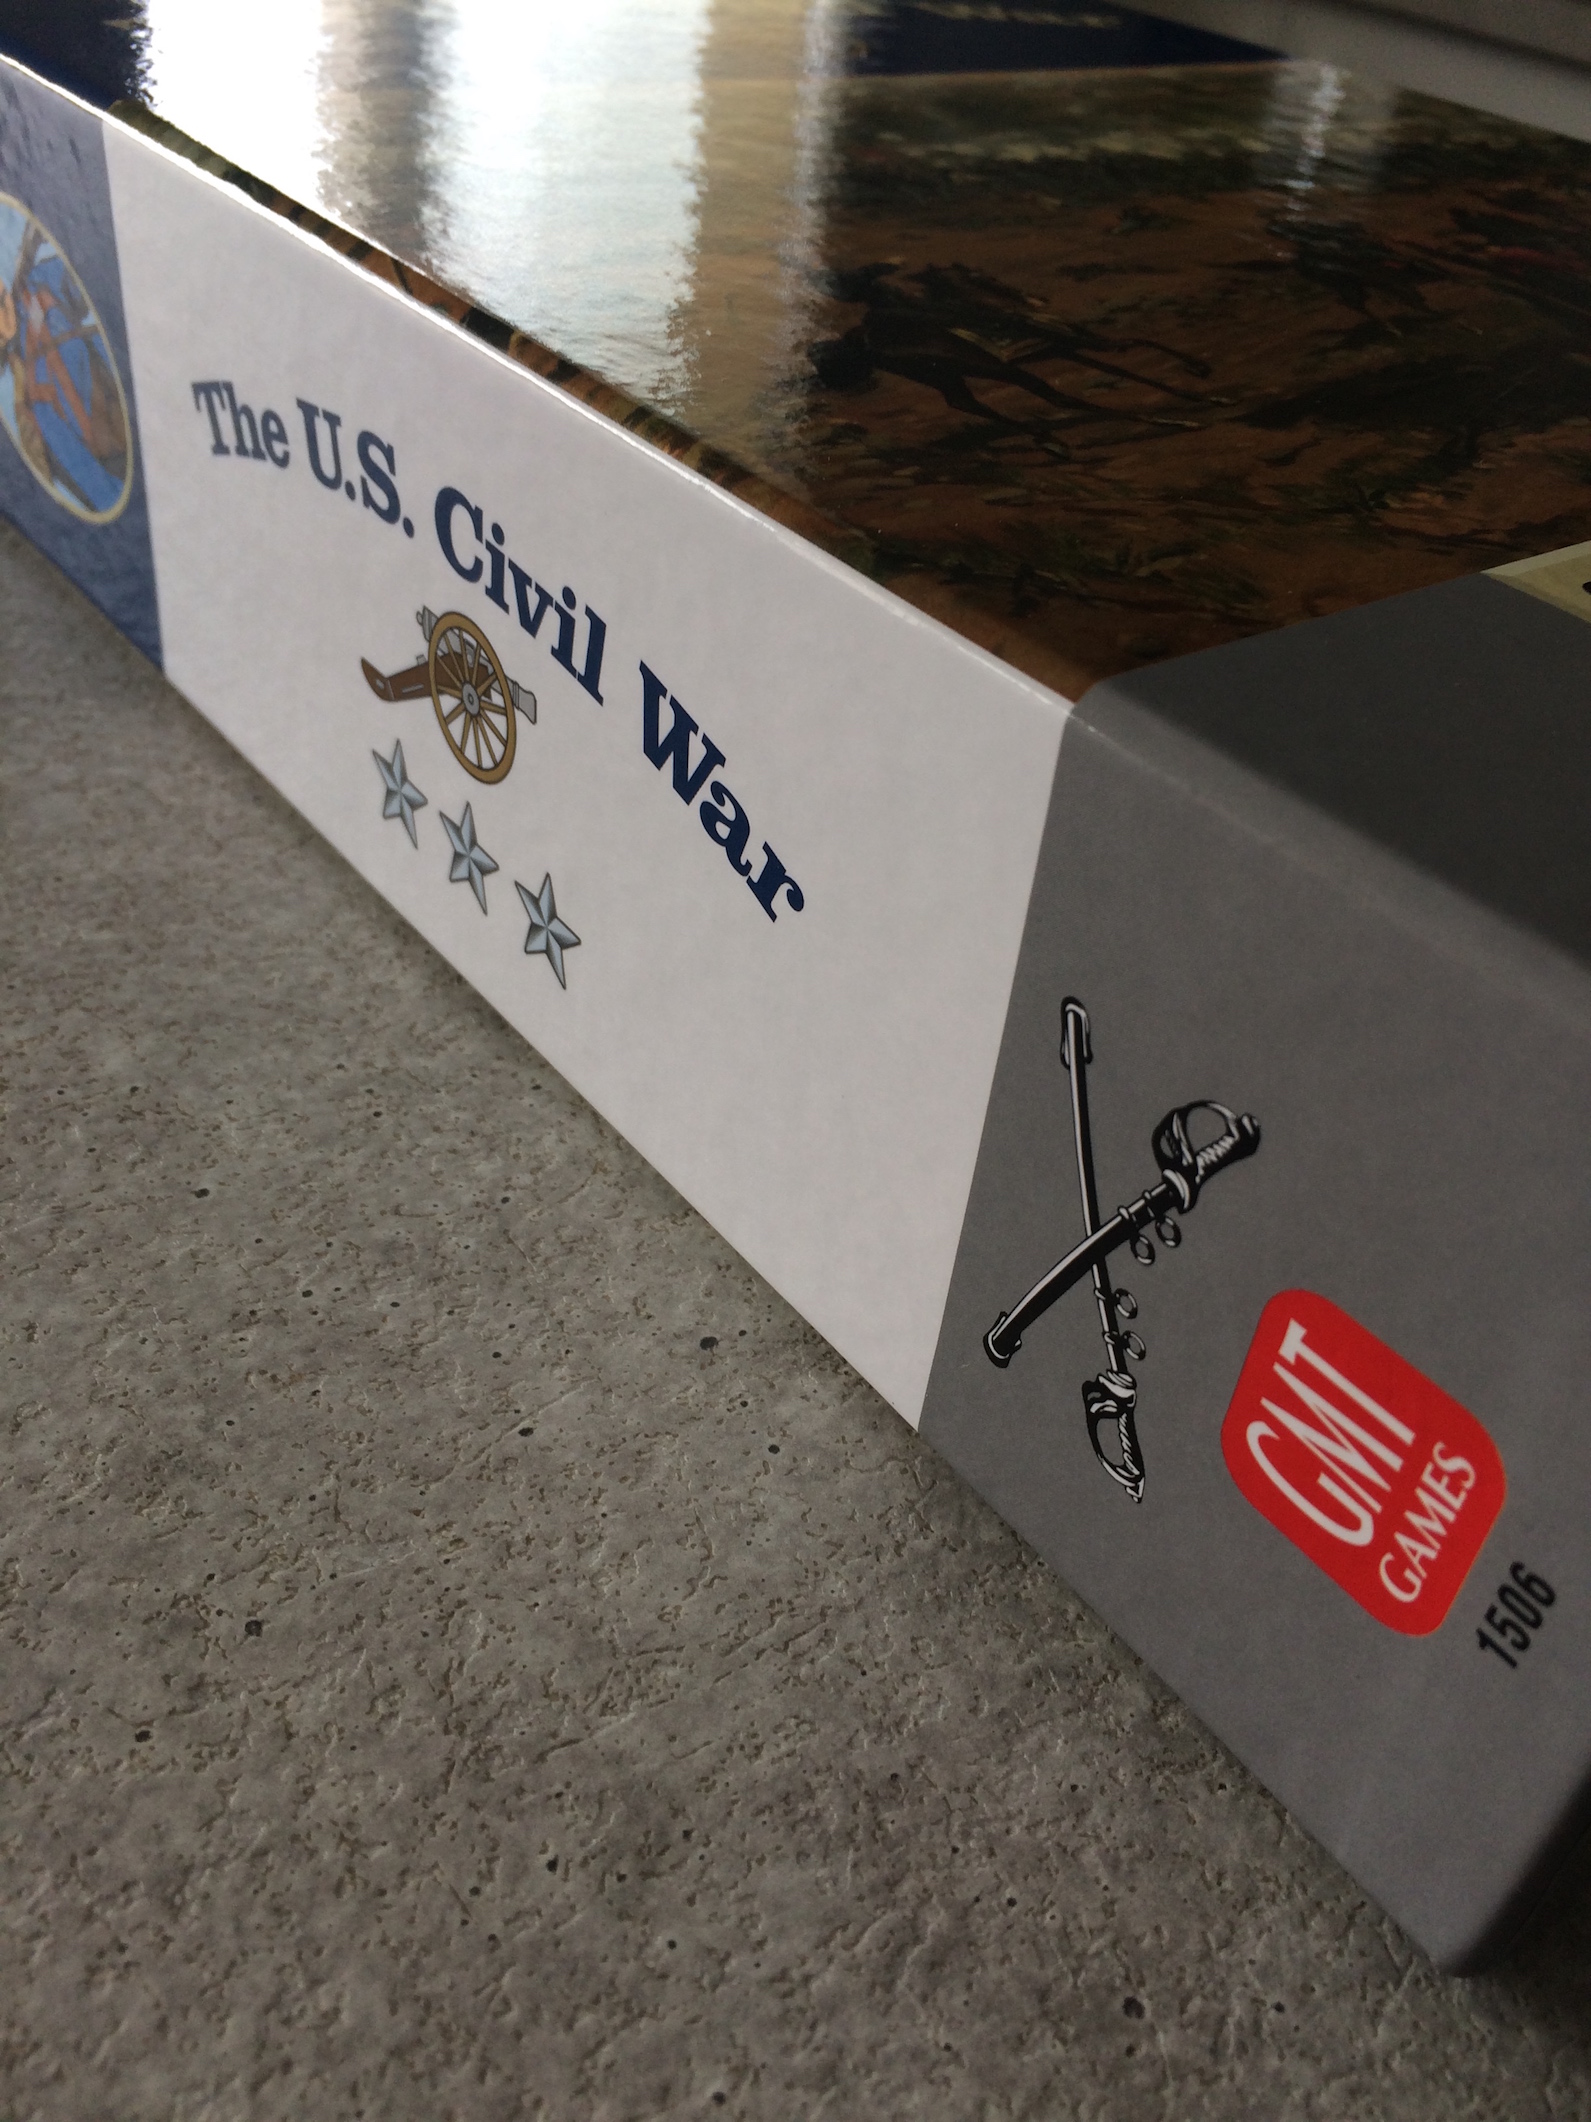 The U.S. Civil War
GMT
GAMES
1506